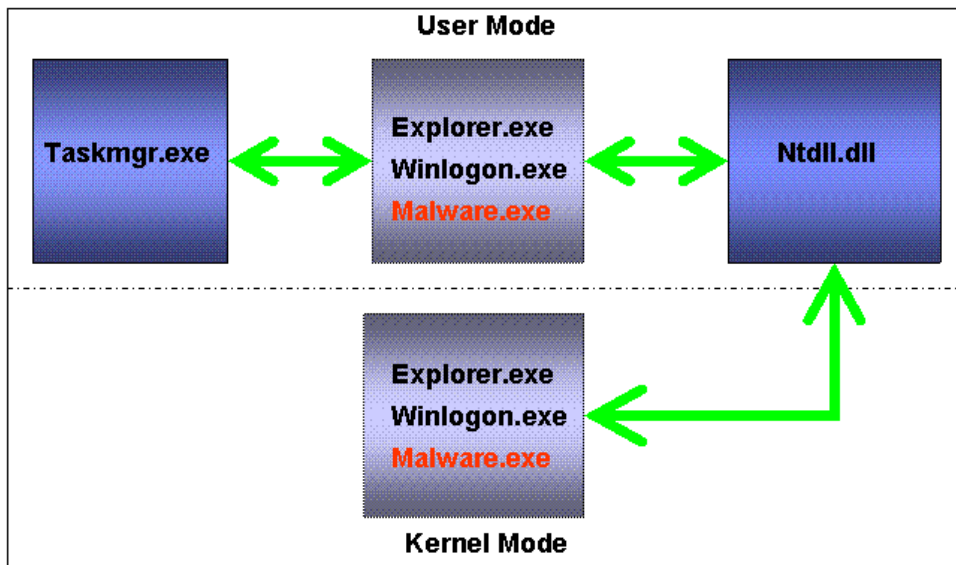 User Mode
Taskmgr.exe
Explorer.exe
Winlogon.exe
Malware.exe
Ntdll.dll
Explorer.exe
Winlogon.exe
Malware.exe
Kernel Mode